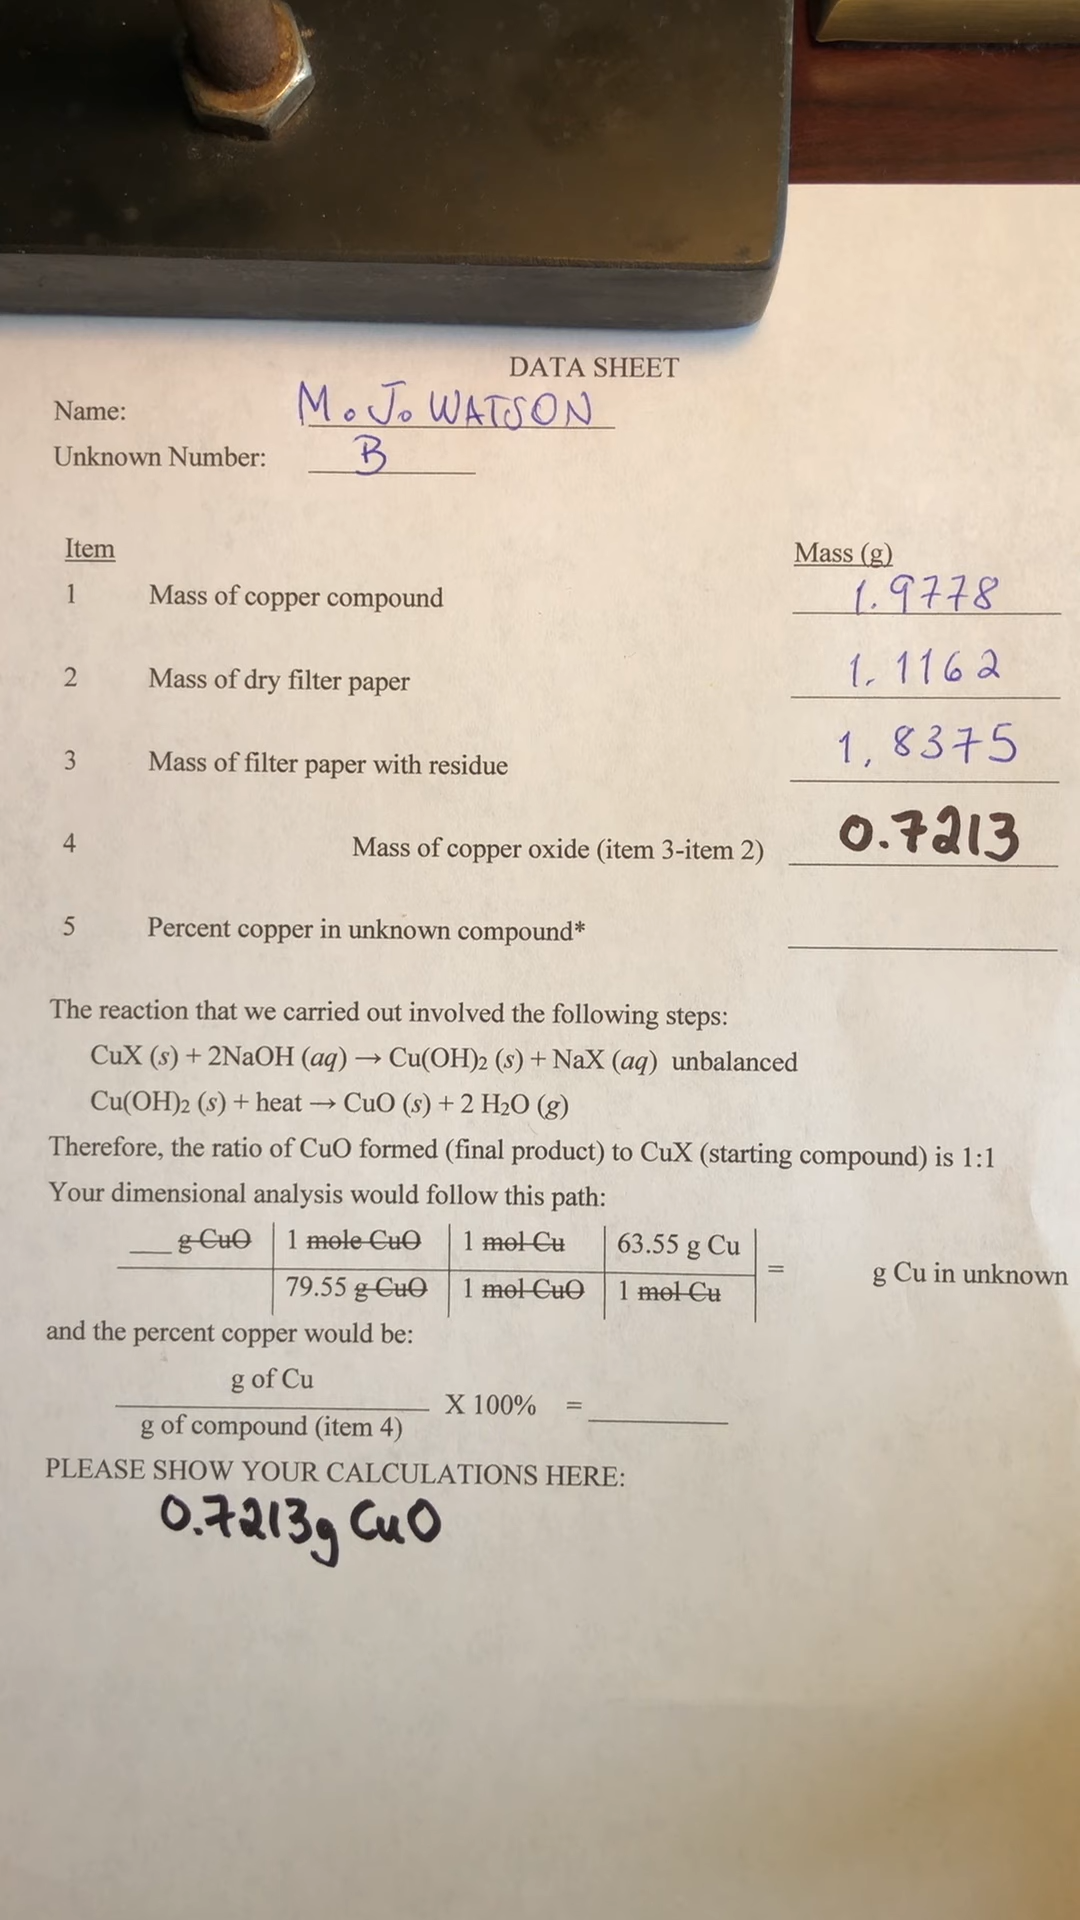 DATA SHEET
Name: M. J. WATSON
Unknown Number: B
Item Mass (g)
1 Mass of copper compound 1.9778
2 Mass of dry filter paper 1.1162
3 Mass of filter paper with residue 1,8375
4 Mass of copper oxide (item 3-item 2) 0.7213
5 Percent copper in unknown compound*
The reaction that we carried out involved the following steps:
CuX (s) + 2NaOH (aq) → Cu(OH)2 (s) + NaX (aq) unbalanced
Cu(OH)2 (s) + heat → CuO (s) + 2 H2O (g)
Therefore, the ratio of CuO formed (final product) to CuX (starting compound) is 1:1
Your dimensional analysis would follow this path:
___ g CuO | 1 mole CuO | 1 mol Cu | 63.55 g Cu
79.55 g CuO | 1 mol CuO | 1 mol Cu = g Cu in unknown
and the percent copper would be:
g of Cu
X 100% = ___
g of compound (item 4)
PLEASE SHOW YOUR CALCULATIONS HERE:
0.7213g CuO